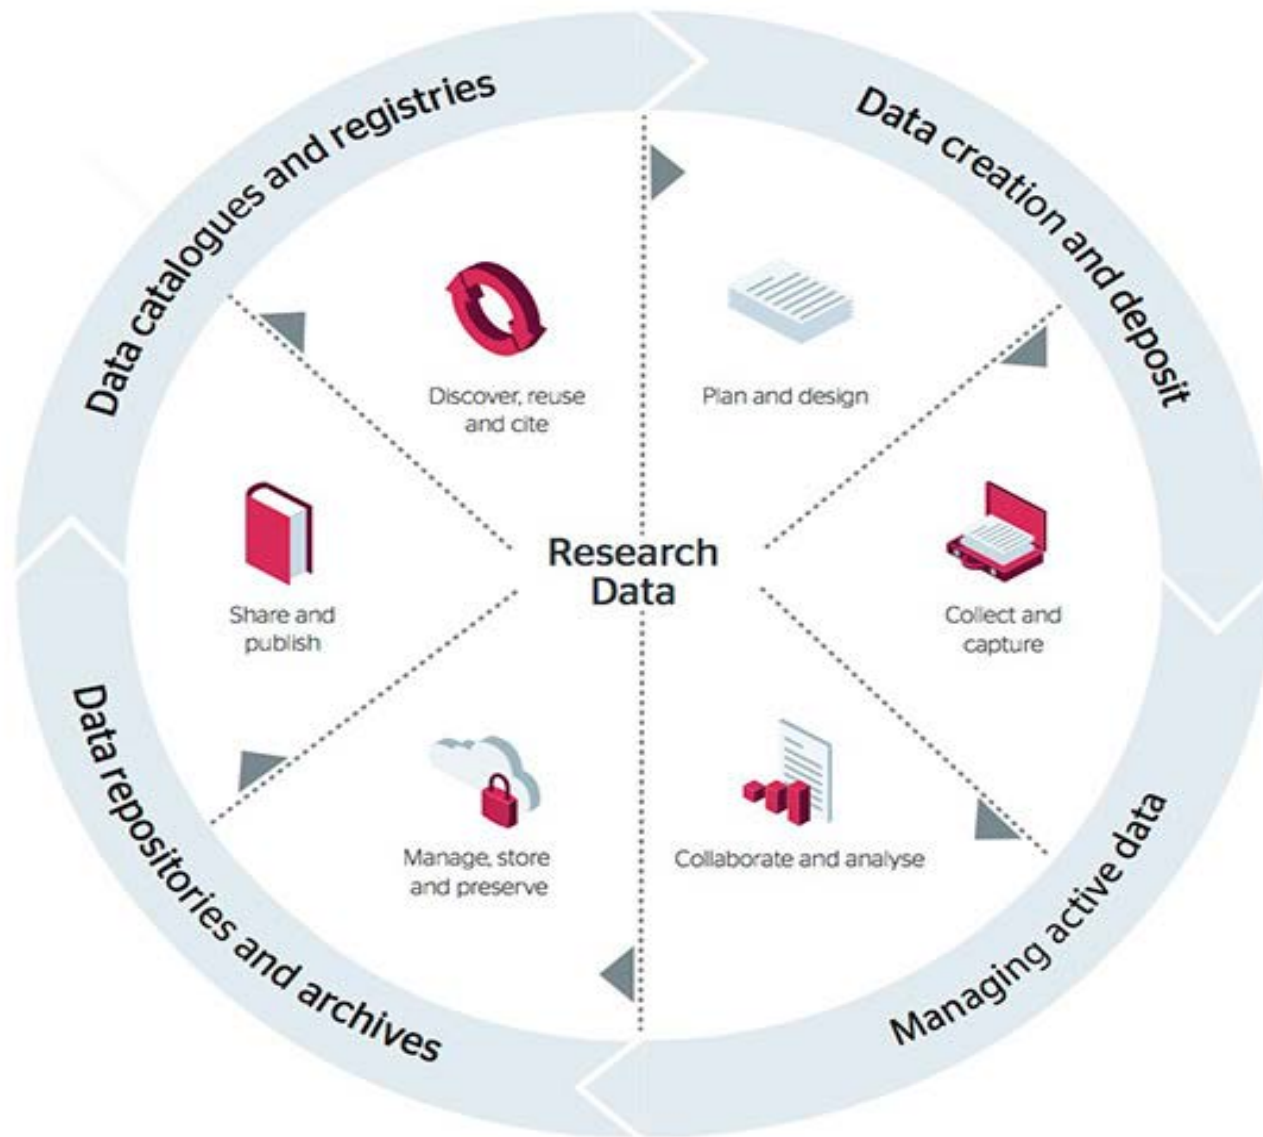 Data catalogues and registries
Data creation and deposit
Discover, reuse
and cite
Plan and design
Research
Data
Share and
publish
Collect and
capture
Manage, store
and preserve
Collaborate and analyse
Data repositories and archives
Managing active data